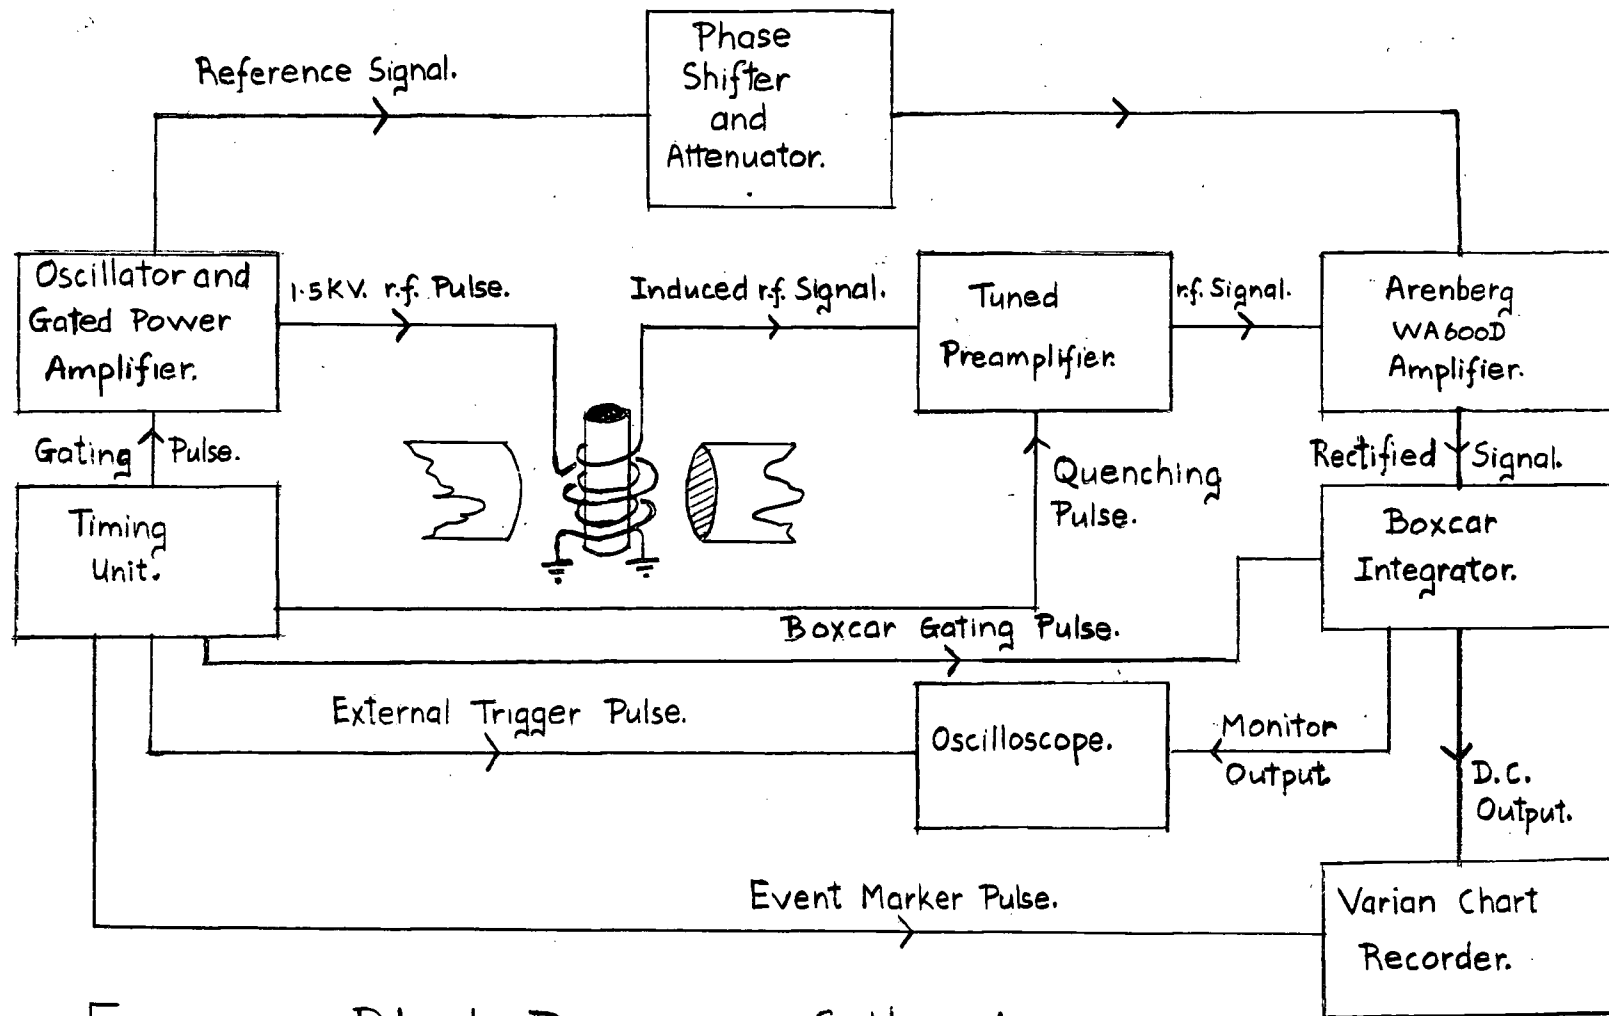 Phase
Shifter
and
Attenuator.
Reference Signal.
Oscillator and
Gated Power
Amplifier.
1.5KV. r.f. Pulse.
Induced r.f. Signal.
Tuned
Preamplifier.
r.f. Signal.
Arenberg
WA600D
Amplifier.
Gating Pulse.
Rectified Signal.
Quenching
Pulse.
Timing
Unit.
Boxcar
Integrator.
Boxcar Gating Pulse.
External Trigger Pulse.
Oscilloscope.
Monitor
Output
D.C.
Output.
Event Marker Pulse.
Varian Chart
Recorder.